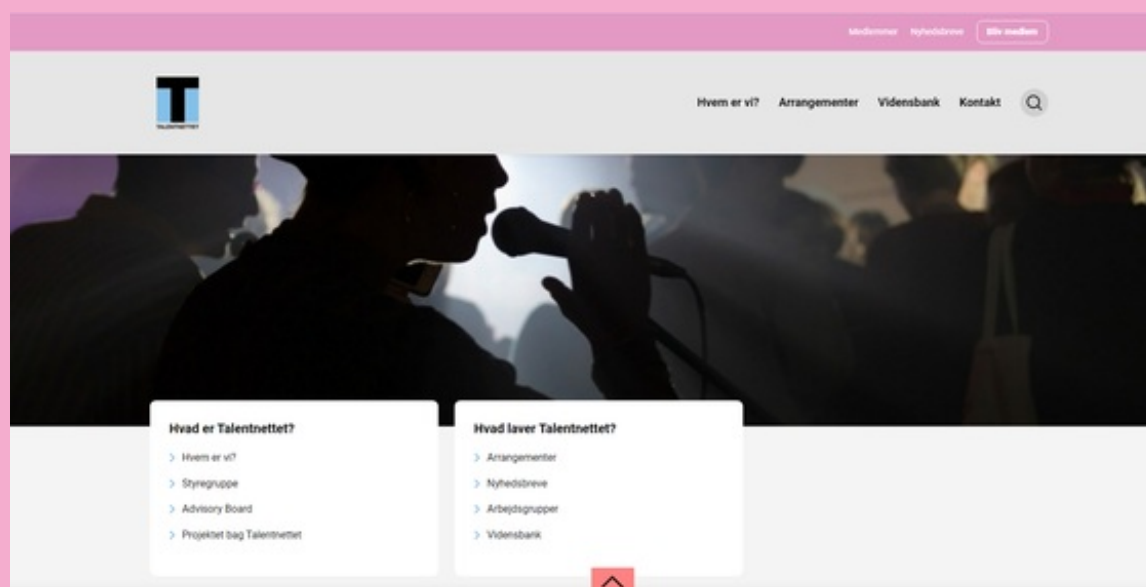 Medlemmer Nyhedsbreve Bliv medlem
TALENTNETTET
Hvem er vi? Arrangementer Vidensbank Kontakt
Hvad er Talentnettet?
Hvem er vi?
Styregruppe
Advisory Board
Projektet bag Talentnettet
Hvad laver Talentnettet?
Arrangementer
Nyhedsbreve
Arbejdsgrupper
Vidensbank